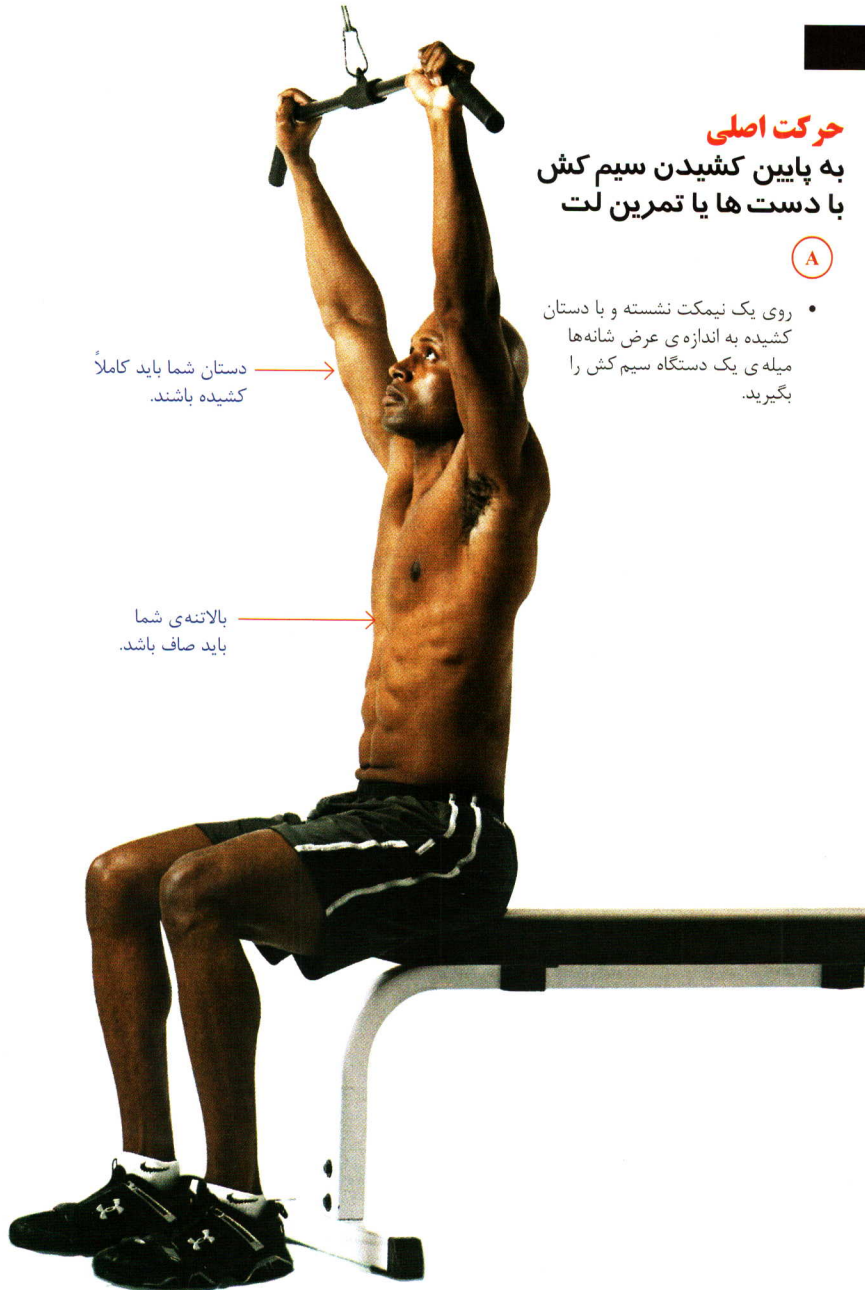 حرکت اصلی
به پایین کشیدن سیم کش
با دست ها یا تمرین لت
A
• روی یک نیمکت نشسته و با دستان
کشیده به اندازه ی عرض شانه‌ها
میله ی یک دستگاه سیم کش را
بگیرید.
دستان شما باید کاملاً
کشیده باشند.
بالاتنه‌ی شما
باید صاف باشد.